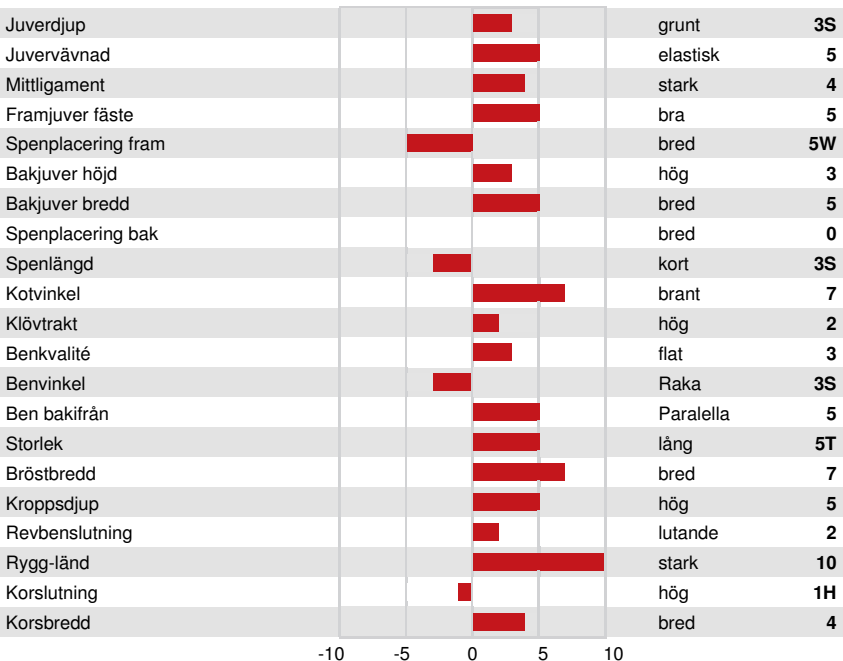 Juverdjup grunt 3S
Juvervävnad elastisk 5
Mittligament stark 4
Framjuver fäste bra 5
Spenplacering fram bred 5W
Bakjuver höjd hög 3
Bakjuver bredd bred 5
Spenplacering bak bred 0
Spenlängd kort 3S
Kotvinkel brant 7
Klövtrakt hög 2
Benkvalité flat 3
Benvinkel Raka 3S
Ben bakifrån Paralella 5
Storlek lång 5T
Bröstbredd bred 7
Kroppsdjup hög 5
Revbenslutning lutande 2
Rygg-länd stark 10
Korslutning hög 1H
Korsbredd bred 4
-10 -5 0 5 10